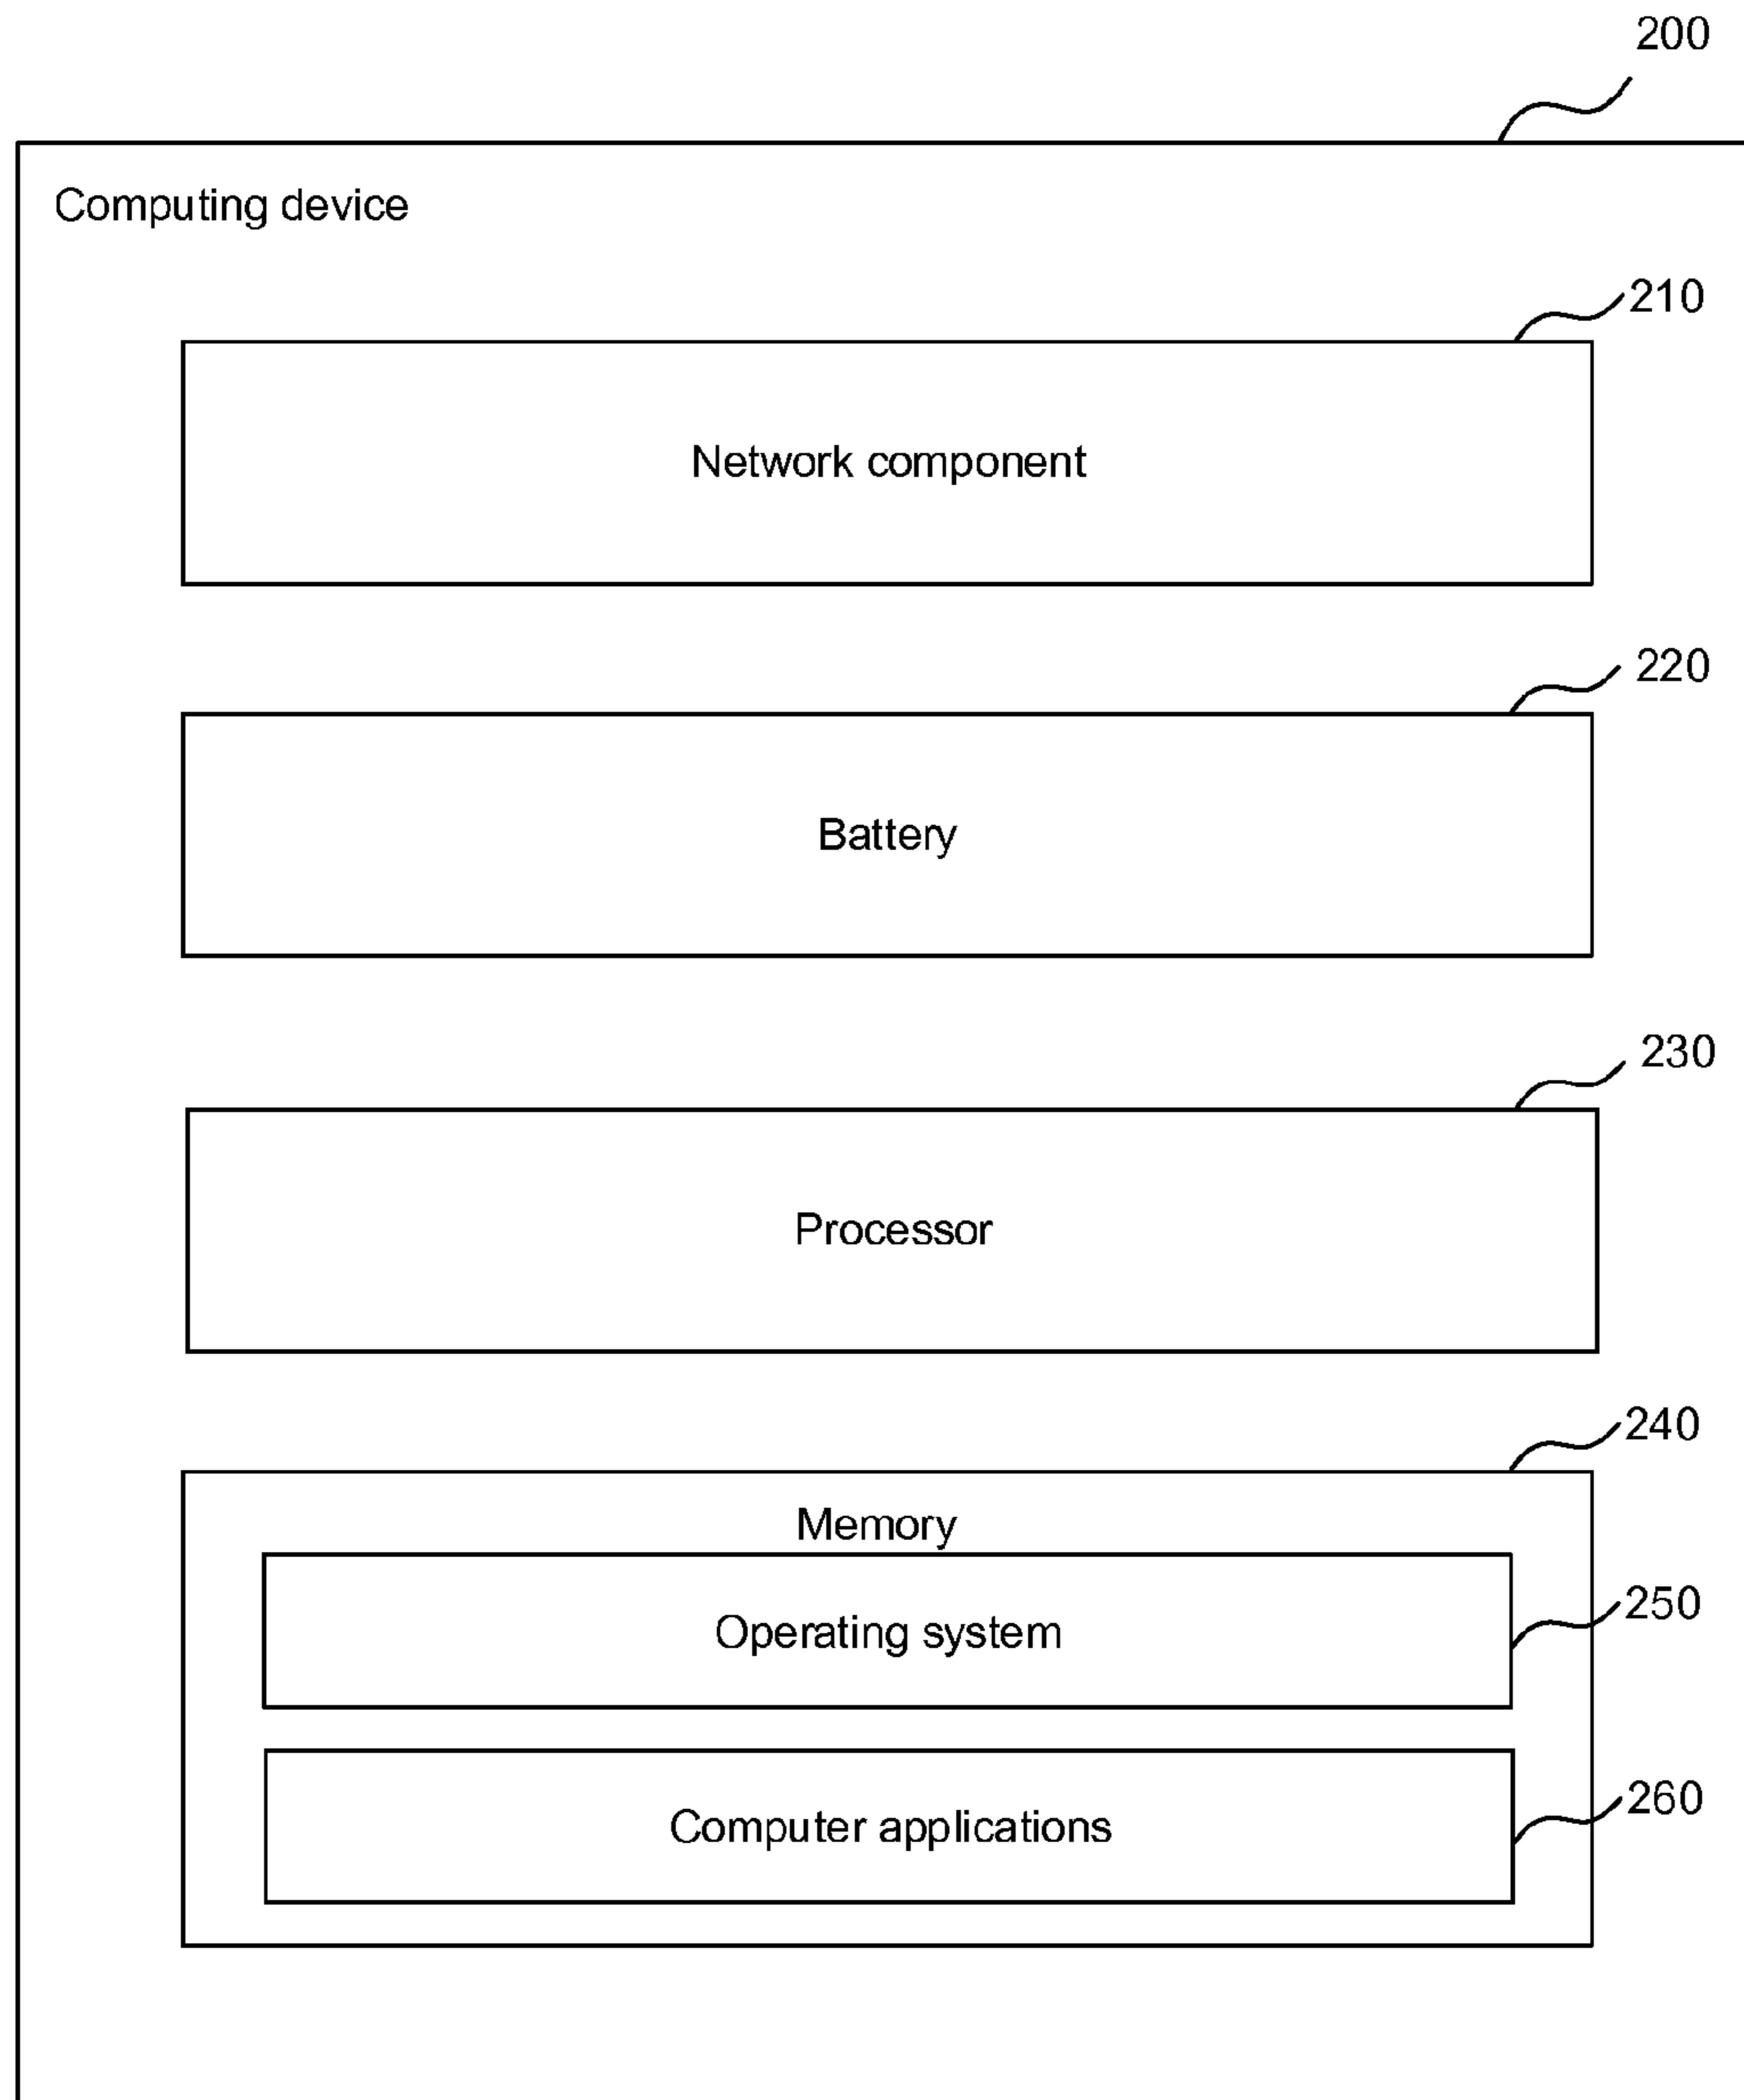 200
Computing device
210
Network component
220
Battery
230
Processor
240
Memory
250
Operating system
260
Computer applications